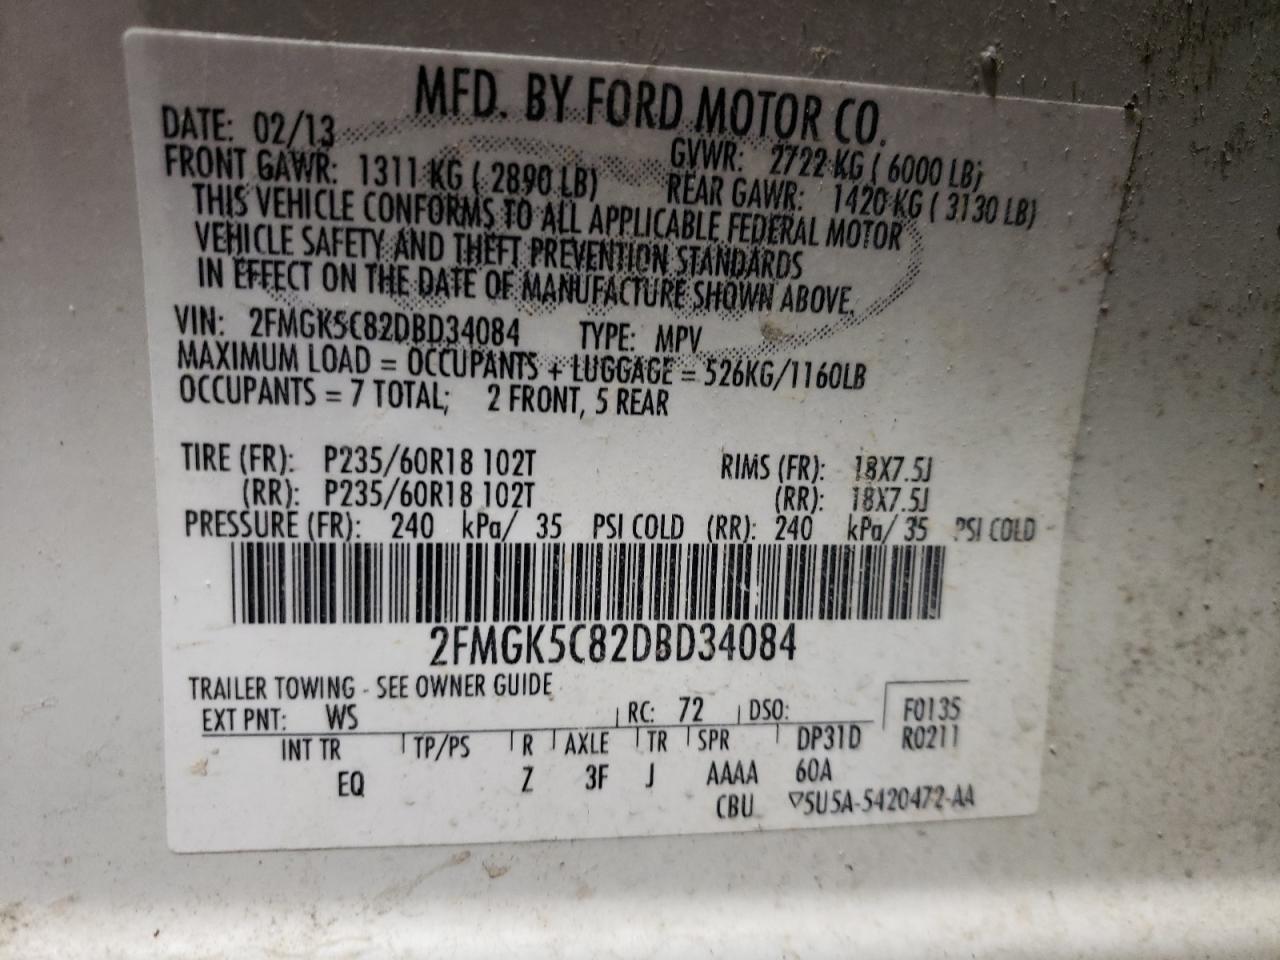 MFD. BY FORD MOTOR CO.
DATE: 02/13 GVWR: 2722 KG ( 6000 LB)
FRONT GAWR: 1311 KG ( 2890 LB) REAR GAWR: 1420 KG ( 3130 LB)
THIS VEHICLE CONFORMS TO ALL APPLICABLE FEDERAL MOTOR
VEHICLE SAFETY AND THEFT PREVENTION STANDARDS
IN EFFECT ON THE DATE OF MANUFACTURE SHOWN ABOVE.
VIN: 2FMGK5C82DBD34084 TYPE: MPV
MAXIMUM LOAD = OCCUPANTS + LUGGAGE = 526KG/1160LB
OCCUPANTS = 7 TOTAL; 2 FRONT, 5 REAR
TIRE (FR): P235/60R18 102T RIMS (FR): 18X7.5J
(RR): P235/60R18 102T (RR): 18X7.5J
PRESSURE (FR): 240 kPa/ 35 PSI COLD (RR): 240 kPa/ 35 PSI COLD
2FMGK5C82DBD34084
TRAILER TOWING - SEE OWNER GUIDE
EXT PNT: WS RC: 72 DSO: F0135
INT TR TP/PS R AXLE TR SPR DP31D R0211
EQ Z 3F J AAAA 60A
CBU ▽5U5A-5420472-AA